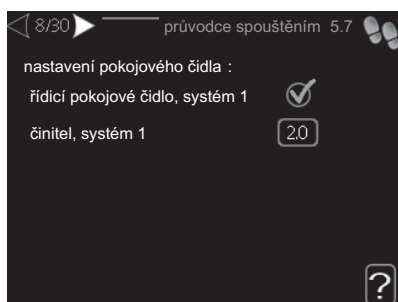 8/30 průvodce spouštěním 5.7
nastavení pokojového čidla :
řídicí pokojové čidlo, systém 1
činitel, systém 1 2.0
?